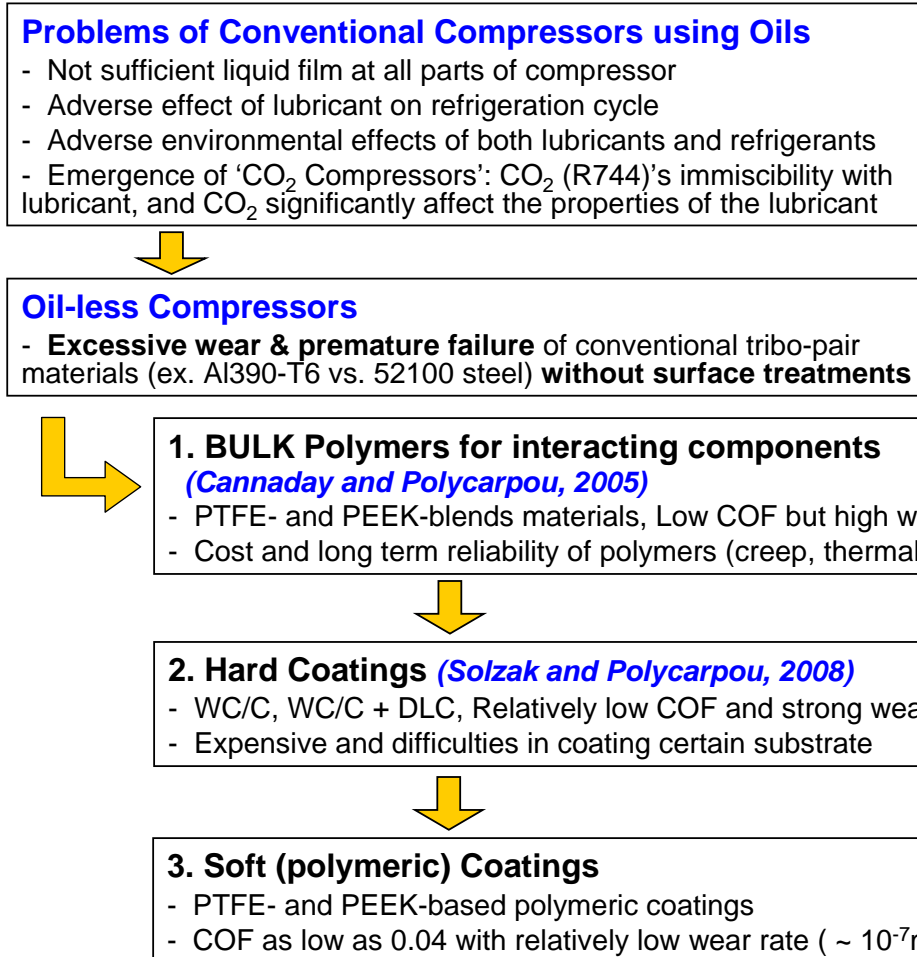 Problems of Conventional Compressors using Oils
- Not sufficient liquid film at all parts of compressor
- Adverse effect of lubricant on refrigeration cycle
- Adverse environmental effects of both lubricants and refrigerants
- Emergence of ‘CO₂ Compressors’: CO₂ (R744)’s immiscibility with
lubricant, and CO₂ significantly affect the properties of the lubricant
Oil-less Compressors
- Excessive wear & premature failure of conventional tribo-pair
materials (ex. Al390-T6 vs. 52100 steel) without surface treatments
1. BULK Polymers for interacting components
(Cannaday and Polycarpou, 2005)
- PTFE- and PEEK-blends materials, Low COF but high
- Cost and long term reliability of polymers (creep, thermal
2. Hard Coatings (Solzak and Polycarpou, 2008)
- WC/C, WC/C + DLC, Relatively low COF and strong
- Expensive and difficulties in coating certain substrate
3. Soft (polymeric) Coatings
- PTFE- and PEEK-based polymeric coatings
- COF as low as 0.04 with relatively low wear rate ( ~ 10⁻⁷